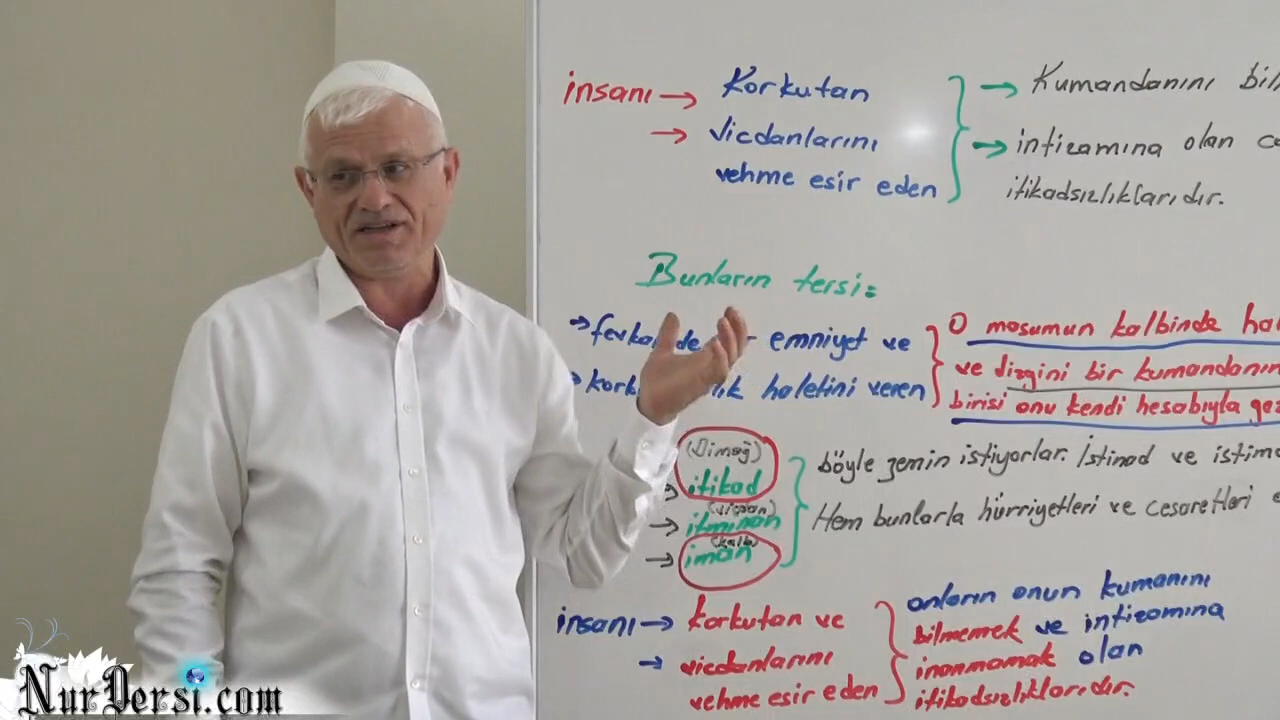 insanı → Korkutan → Kumandanını
→ vicdanlarını → intizamına olan
vehme esir eden itikadsızlıklarıdır.
Bunların tersi:
→ emniyet ve O masumun kalbinde
haletini veren ve dizgini bir kumandanın
birisi onu kendi hesabıyla
(Dimağ)
→ itikad böyle zemin istiyorlar. İstinad ve
(vicdan)
→ itminan Hem bunlarla hürriyetleri ve cesaretleri
(kalb)
→ iman
insanı → korkutan ve onların onun kumanını
→ vicdanlarını bilmemek ve intizamına
vehme esir eden inanmamak olan
itikadsızlıklarıdır.
NurDersi.com